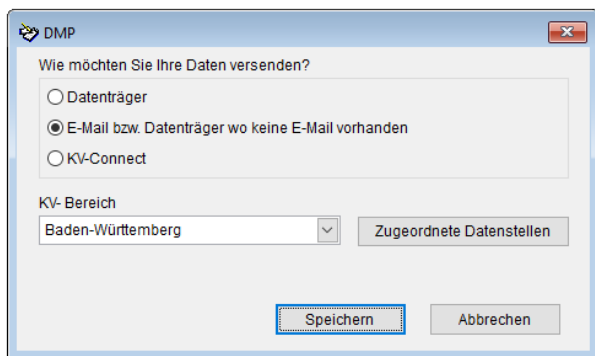 DMP
Wie möchten Sie Ihre Daten versenden?
Datenträger
E-Mail bzw. Datenträger wo keine E-Mail vorhanden
KV-Connect
KV- Bereich
Baden-Württemberg
Zugeordnete Datenstellen
Speichern
Abbrechen